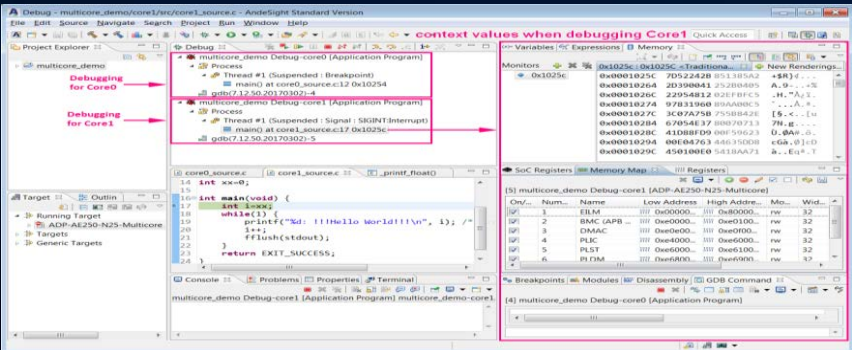 Debug - multicore_demo/core1/src/core1_source.c - AndeSight Standard Version
File Edit Source Navigate Search Project Run Window Help
context values when debugging Core1
Quick Access
Project Explorer
multicore_demo
Debugging for Core0
Debugging for Core1
Debug
multicore_demo Debug-core0 [Application Program]
Process
Thread #1 (Suspended : Breakpoint)
main() at core0_source.c:12 0x10254
gdb(7.12.50.20170302)-4
multicore_demo Debug-core1 [Application Program]
Process
Thread #1 (Suspended : Signal : SIGINT:Interrupt)
main() at core1_source.c:17 0x1025c
gdb(7.12.50.20170302)-5
Variables Expressions Memory
Monitors
0x1025c
0x1025c : 0x1025C <Traditiona...
New Renderings...
0x0001025C 7D52242B 851385A2
0x00010264 2D390041 252B0405
0x0001026C 22954812 02EFBFC5
0x00010274 97831960 89AA00C5
0x0001027C 3C07A75B 7550842E
0x00010284 67054E37 80070713
0x0001028C 41D88FD9 00F59623
0x00010294 00E04763 44635DD8
0x0001029C 450100E0 5418AA71
core0_source.c core1_source.c _printf_float()
14 int xx=0;
15
16 int main(void) {
17 int i=xx;
18 while(1) {
19 printf("%d: !!!Hello World!!!\n", i); /*
20 i++;
21 fflush(stdout);
22 }
23 return EXIT_SUCCESS;
24 }
Target Outlin
Running Target
ADP-AE250-N25-Multicore
Targets
Generic Targets
SoC Registers Memory Map Registers
(5) multicore_demo Debug-core1 [ADP-AE250-N25-Multicore]
On/... Num... Name Low Address High Addre... Mo... Wid...
1 EILM 0x00000... 0x80000... rw 32
2 BMC (APB ... 0xe0000... 0xe0100... rw 32
3 DMAC 0xe0e00... 0xe0f00... rw 32
4 PLIC 0xe4000... 0xe6000... rw 32
5 PLST 0xe6000... 0xe6100... rw 32
6 PLDM 0xe6800... 0xe6900... rw 32
Console Problems Properties Terminal
multicore_demo Debug-core1 [Application Program] multicore_demo-core1
Breakpoints Modules Disassembly GDB Command
[4] multicore_demo Debug-core0 [Application Program]